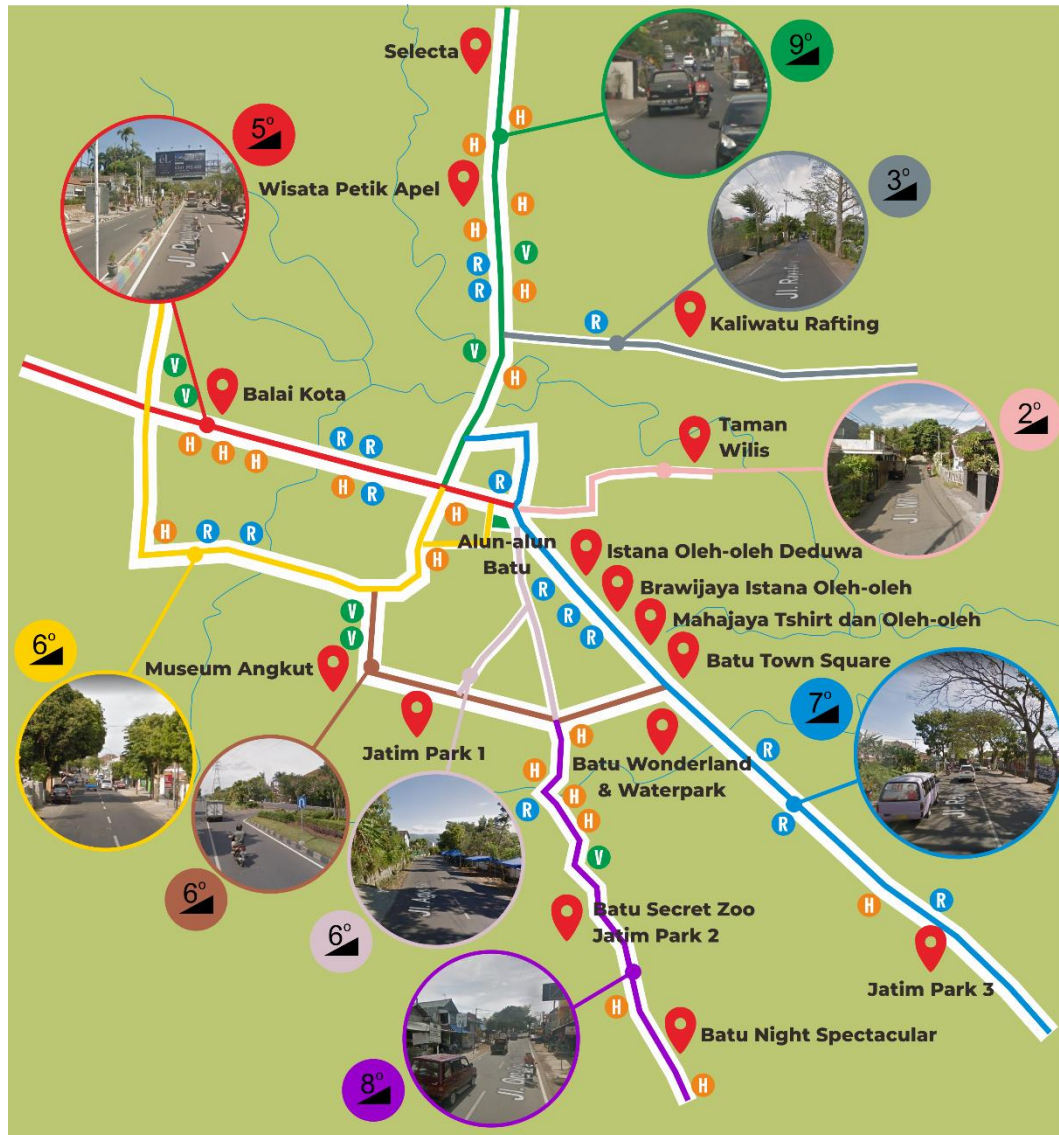 Selecta
H
9°
H
5°
Wisata Petik Apel
3°
H
H
V
R
R
H
R
Kaliwatu Rafting
V
V
V
H
Balai Kota
Taman
Wilis
2°
H
H
H
R
R
H
R
R
H
H
R
R
H
Alun-alun
Batu
Istana Oleh-oleh Deduwa
R
R
R
Brawijaya Istana Oleh-oleh
Mahajaya Tshirt dan Oleh-oleh
Batu Town Square
V
V
6°
Museum Angkut
7°
Jatim Park 1
H
Batu Wonderland
& Waterpark
R
H
R
H
H
R
V
6°
6°
Batu Secret Zoo
Jatim Park 2
H
R
Jatim Park 3
H
Batu Night Spectacular
8°
H